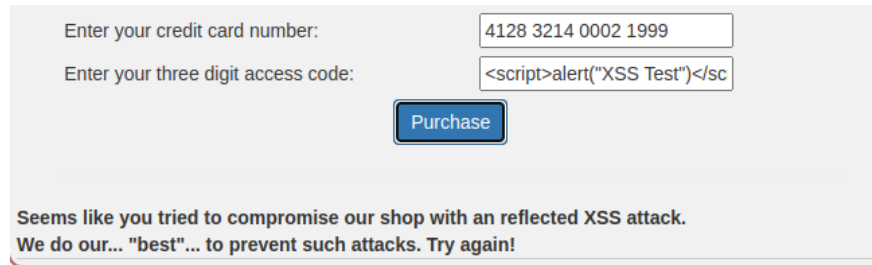 Enter your credit card number: 4128 3214 0002 1999
Enter your three digit access code: <script>alert("XSS Test")</sc
Purchase
Seems like you tried to compromise our shop with an reflected XSS attack.
We do our... "best"... to prevent such attacks. Try again!